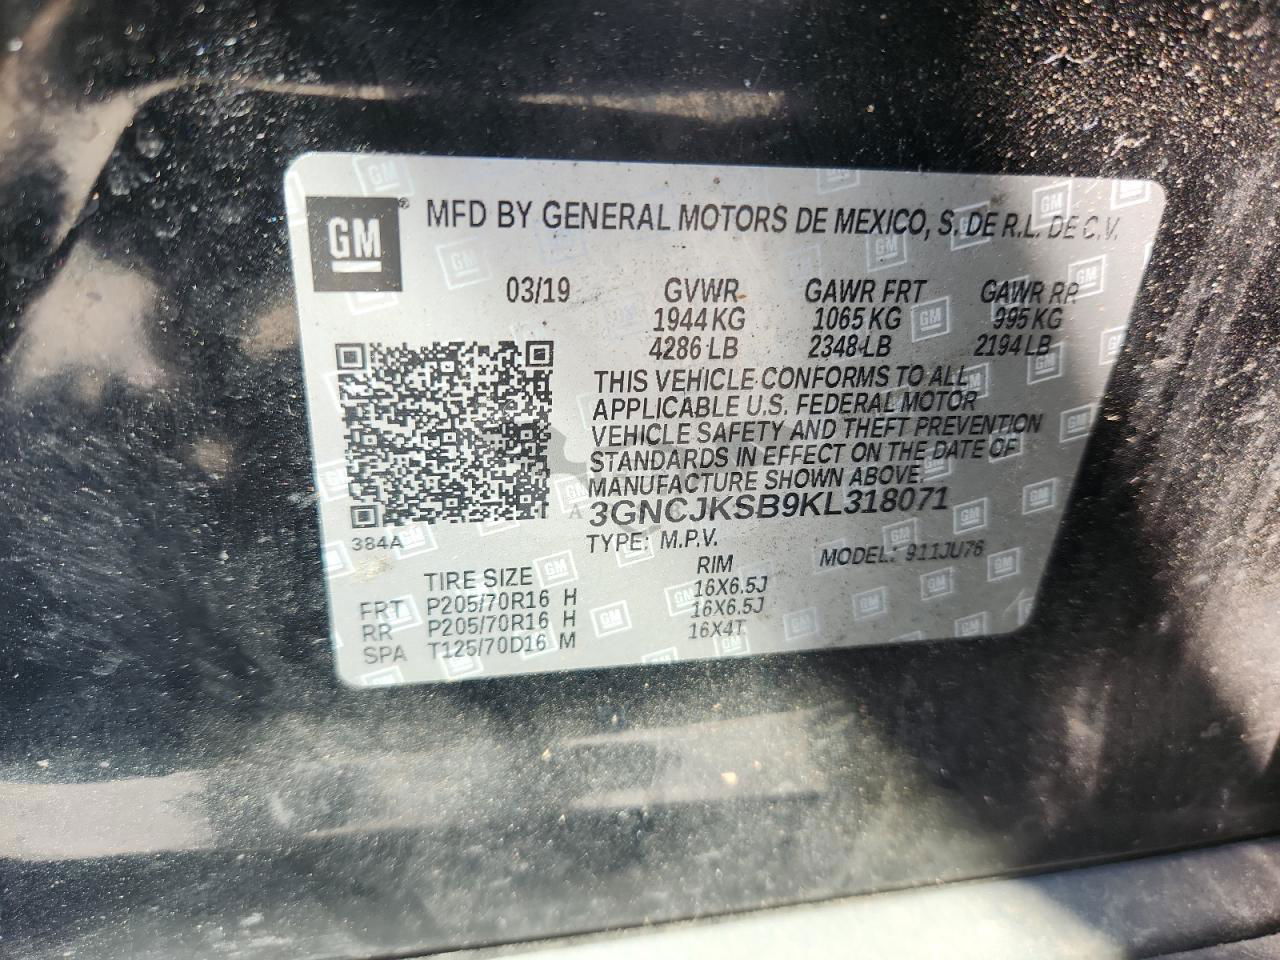 GM® MFD BY GENERAL MOTORS DE MEXICO, S. DE R.L. DE C.V.
03/19 GVWR GAWR FRT GAWR RR
1944 KG 1065 KG 995 KG
4286 LB 2348 LB 2194 LB
THIS VEHICLE CONFORMS TO ALL
APPLICABLE U.S. FEDERAL MOTOR
VEHICLE SAFETY AND THEFT PREVENTION
STANDARDS IN EFFECT ON THE DATE OF
MANUFACTURE SHOWN ABOVE.
A 3GNCJKSB9KL318071
384A TYPE: M.P.V. MODEL: 911JU76
TIRE SIZE RIM
FRT P205/70R16 H 16X6.5J
RR P205/70R16 H 16X6.5J
SPA T125/70D16 M 16X4T